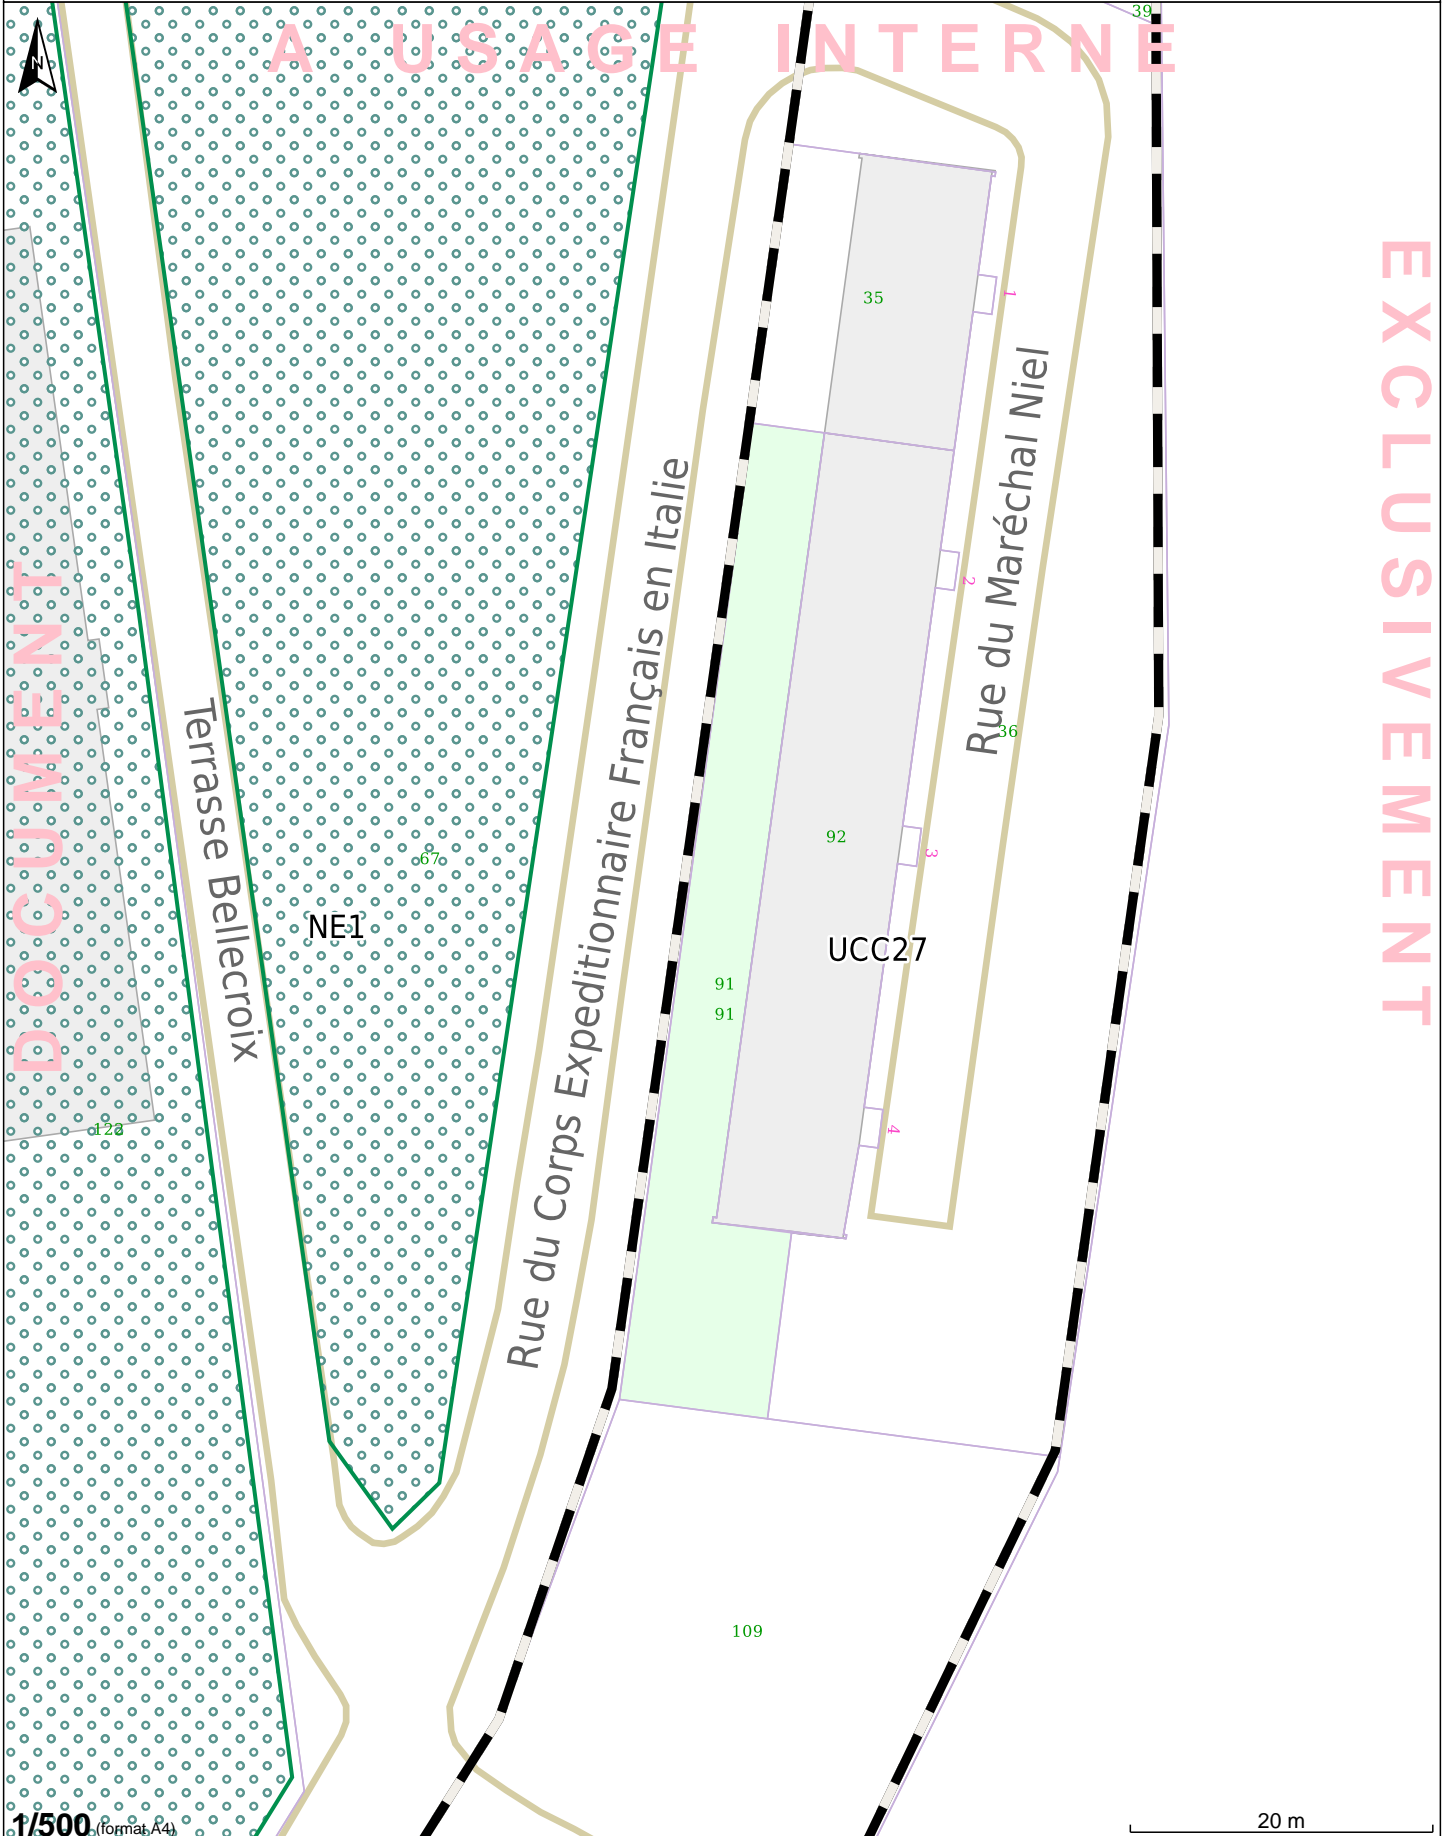 39
A USAGE INTERNE
N
EXCLUSIVEMENT
DOCUMENT
35
1
Rue du Maréchal Niel
Rue du Corps Expeditionnaire Français en Italie
2
36
Terrasse Bellecroix
92
3
67
NE1
UCC27
91
91
122
4
109
1/500 (format A4)
20 m